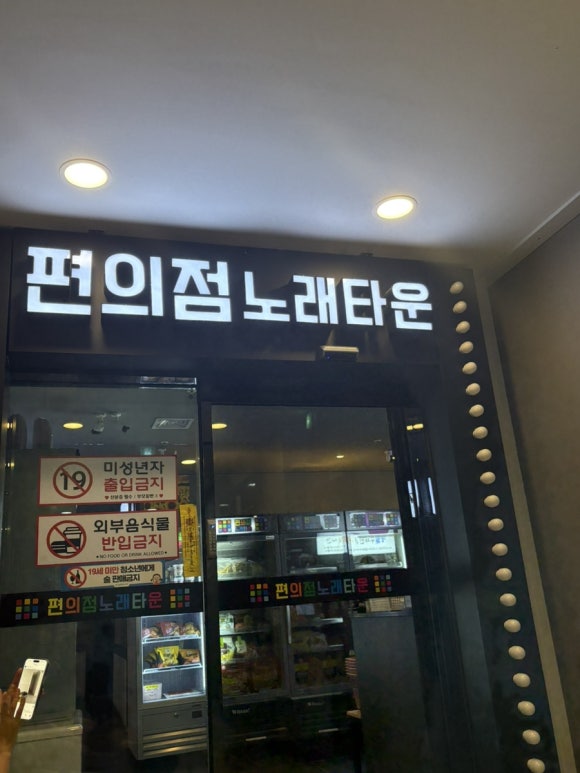 편의점 노래타운
19
미성년자
출입금지
외부음식물
반입금지
NO FOOD OR DRINK ALLOWED
19세 미만 청소년에게
술 판매금지
편의점노래타운
편의점노래타운